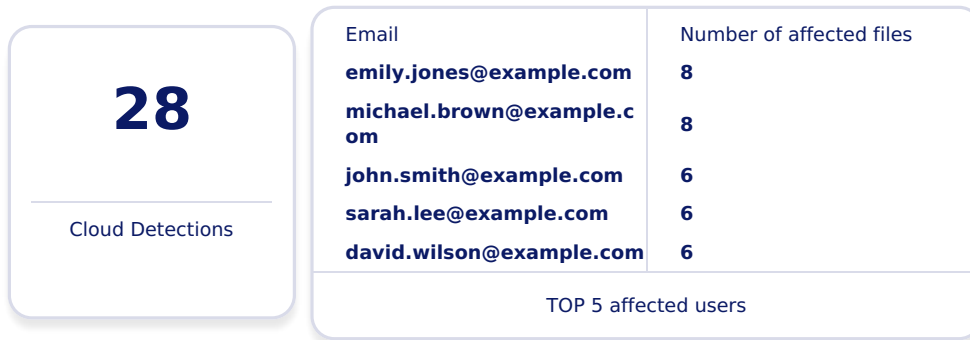 28
Cloud Detections
Email Number of affected files
emily.jones@example.com 8
michael.brown@example.c
om 8
john.smith@example.com 6
sarah.lee@example.com 6
david.wilson@example.com 6
TOP 5 affected users